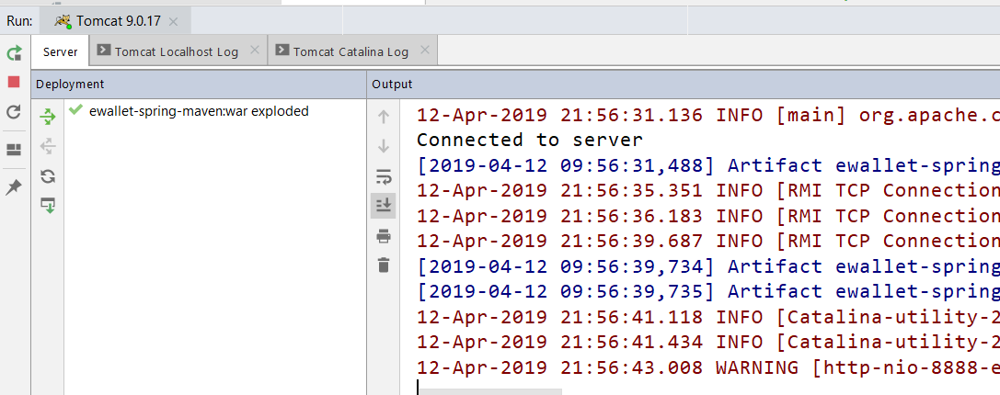 Run: Tomcat 9.0.17
Server Tomcat Localhost Log Tomcat Catalina Log
Deployment Output
ewallet-spring-maven:war exploded
12-Apr-2019 21:56:31.136 INFO [main] org.apache.c
Connected to server
[2019-04-12 09:56:31,488] Artifact ewallet-spring
12-Apr-2019 21:56:35.351 INFO [RMI TCP Connection
12-Apr-2019 21:56:36.183 INFO [RMI TCP Connection
12-Apr-2019 21:56:39.687 INFO [RMI TCP Connection
[2019-04-12 09:56:39,734] Artifact ewallet-spring
[2019-04-12 09:56:39,735] Artifact ewallet-spring
12-Apr-2019 21:56:41.118 INFO [Catalina-utility-2
12-Apr-2019 21:56:41.434 INFO [Catalina-utility-2
12-Apr-2019 21:56:43.008 WARNING [http-nio-8888-e